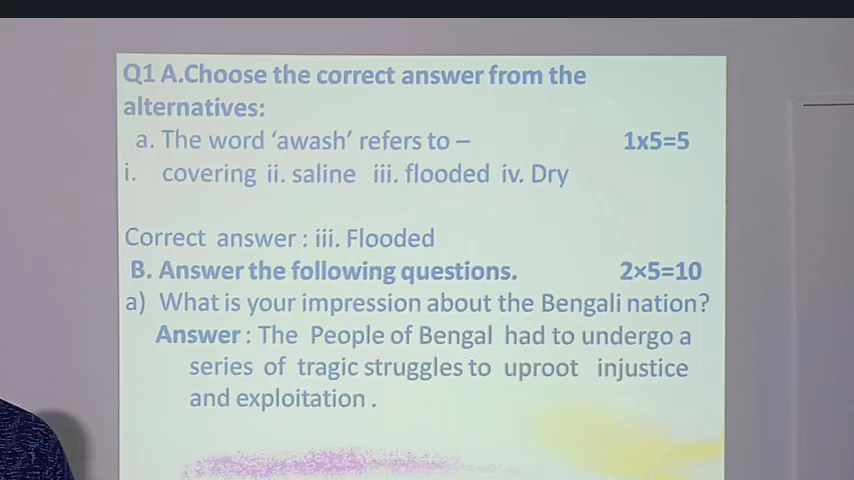 Q1 A.Choose the correct answer from the
alternatives:
a. The word ‘awash’ refers to – 1x5=5
i. covering ii. saline iii. flooded iv. Dry
Correct answer : iii. Flooded
B. Answer the following questions. 2×5=10
a) What is your impression about the Bengali nation?
Answer : The People of Bengal had to undergo a
series of tragic struggles to uproot injustice
and exploitation .